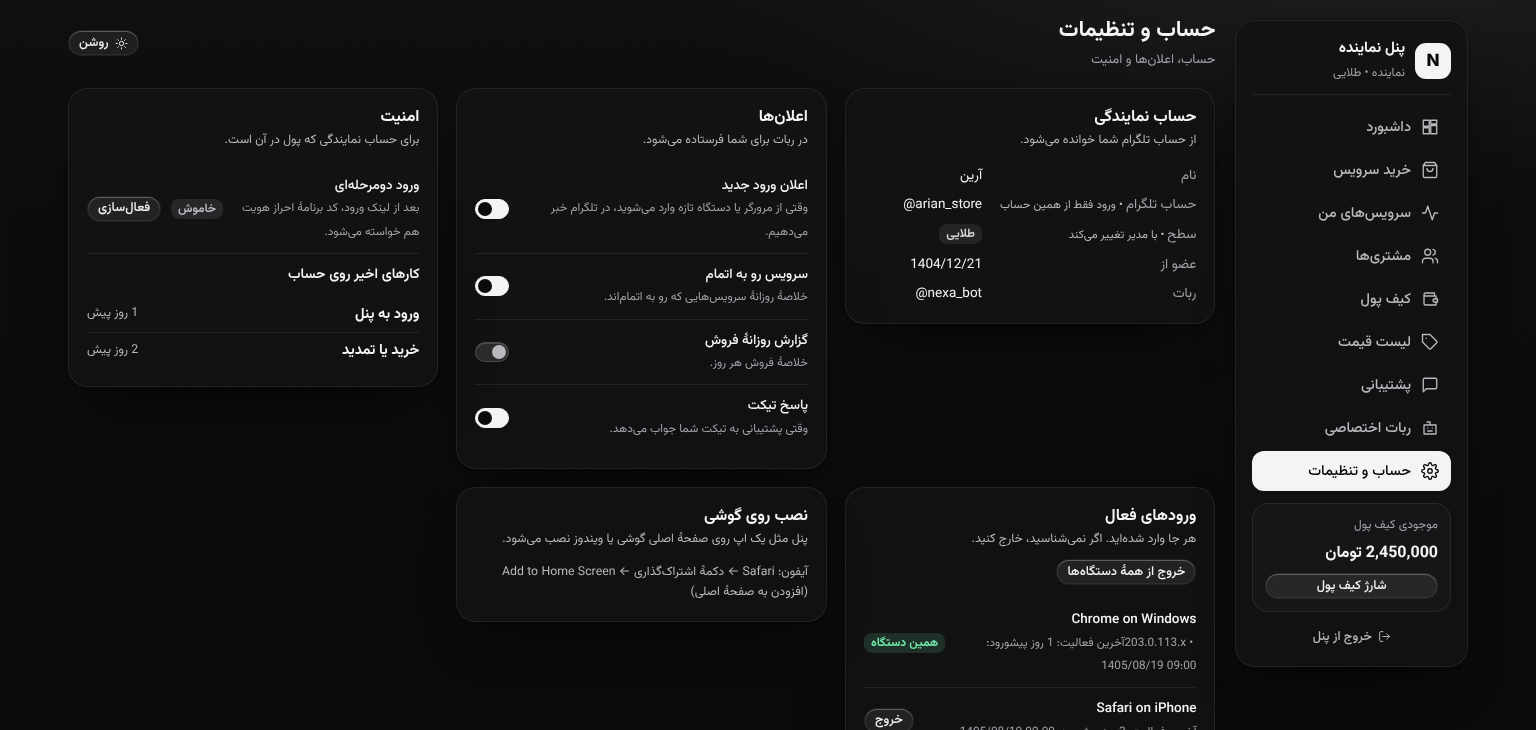 N
پنل نماینده
نماینده • طلایی
داشبورد
خرید سرویس
سرویس‌های من
مشتری‌ها
کیف پول
لیست قیمت
پشتیبانی
ربات اختصاصی
حساب و تنظیمات
موجودی کیف پول
2,450,000 تومان
شارژ کیف پول
خروج از پنل
حساب و تنظیمات
حساب، اعلان‌ها و امنیت
روشن
حساب نمایندگی
از حساب تلگرام شما خوانده می‌شود.
نام
آرین
حساب تلگرام • ورود فقط از همین حساب
@arian_store
سطح • با مدیر تغییر می‌کند
طلایی
عضو از
1404/12/21
ربات
@nexa_bot
اعلان‌ها
در ربات برای شما فرستاده می‌شود.
اعلان ورود جدید
وقتی از مرورگر یا دستگاه تازه وارد می‌شوید، در تلگرام خبر
می‌دهیم.
سرویس رو به اتمام
خلاصهٔ روزانهٔ سرویس‌هایی که رو به اتمام‌اند.
گزارش روزانهٔ فروش
خلاصهٔ فروش هر روز.
پاسخ تیکت
وقتی پشتیبانی به تیکت شما جواب می‌دهد.
امنیت
برای حساب نمایندگی که پول در آن است.
ورود دومرحله‌ای
بعد از لینک ورود، کد برنامهٔ احراز هویت
هم خواسته می‌شود.
خاموش
فعال‌سازی
کارهای اخیر روی حساب
ورود به پنل
1 روز پیش
خرید یا تمدید
2 روز پیش
ورودهای فعال
هر جا وارد شده‌اید. اگر نمی‌شناسید، خارج کنید.
خروج از همهٔ دستگاه‌ها
Chrome on Windows
• 203.0.113.xآخرین فعالیت: 1 روز پیشورود:
1405/08/19 09:00
همین دستگاه
Safari on iPhone
خروج
نصب روی گوشی
پنل مثل یک اپ روی صفحهٔ اصلی گوشی یا ویندوز نصب می‌شود.
آیفون: Safari ← دکمهٔ اشتراک‌گذاری ← Add to Home Screen
(افزودن به صفحهٔ اصلی)